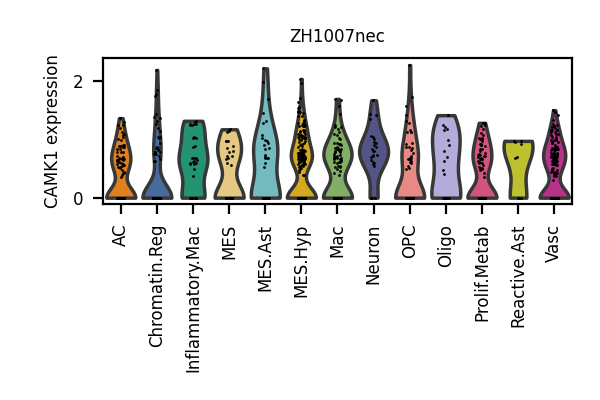 ZH1007nec
CAMK1 expression
2
0
AC
Chromatin.Reg
Inflammatory.Mac
MES
MES.Ast
MES.Hyp
Mac
Neuron
OPC
Oligo
Prolif.Metab
Reactive.Ast
Vasc